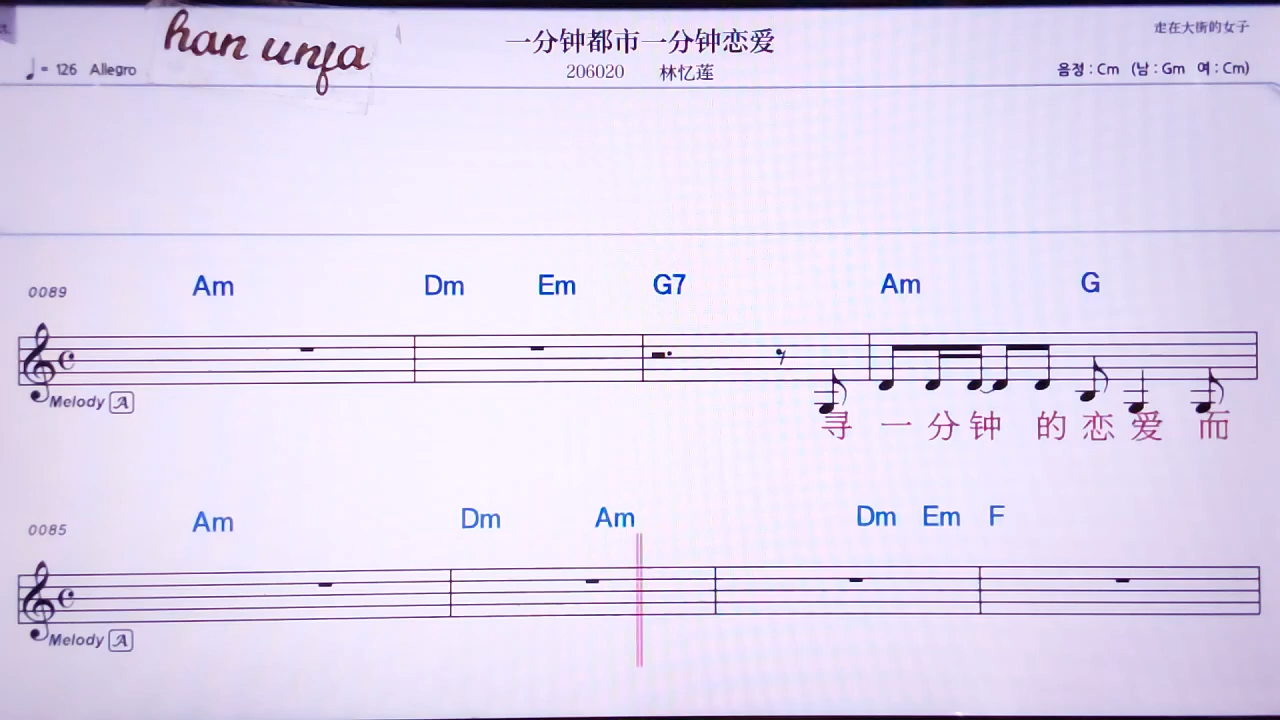 han unfa
一分钟都市一分钟恋爱
走在大街的女子
= 126 Allegro
206020 林忆莲
음정 : Cm (남 : Gm 여 : Cm)
0089 Am Dm Em G7 Am G
Melody A
寻 一 分 钟 的 恋 爱 而
0085 Am Dm Am Dm Em F
Melody A